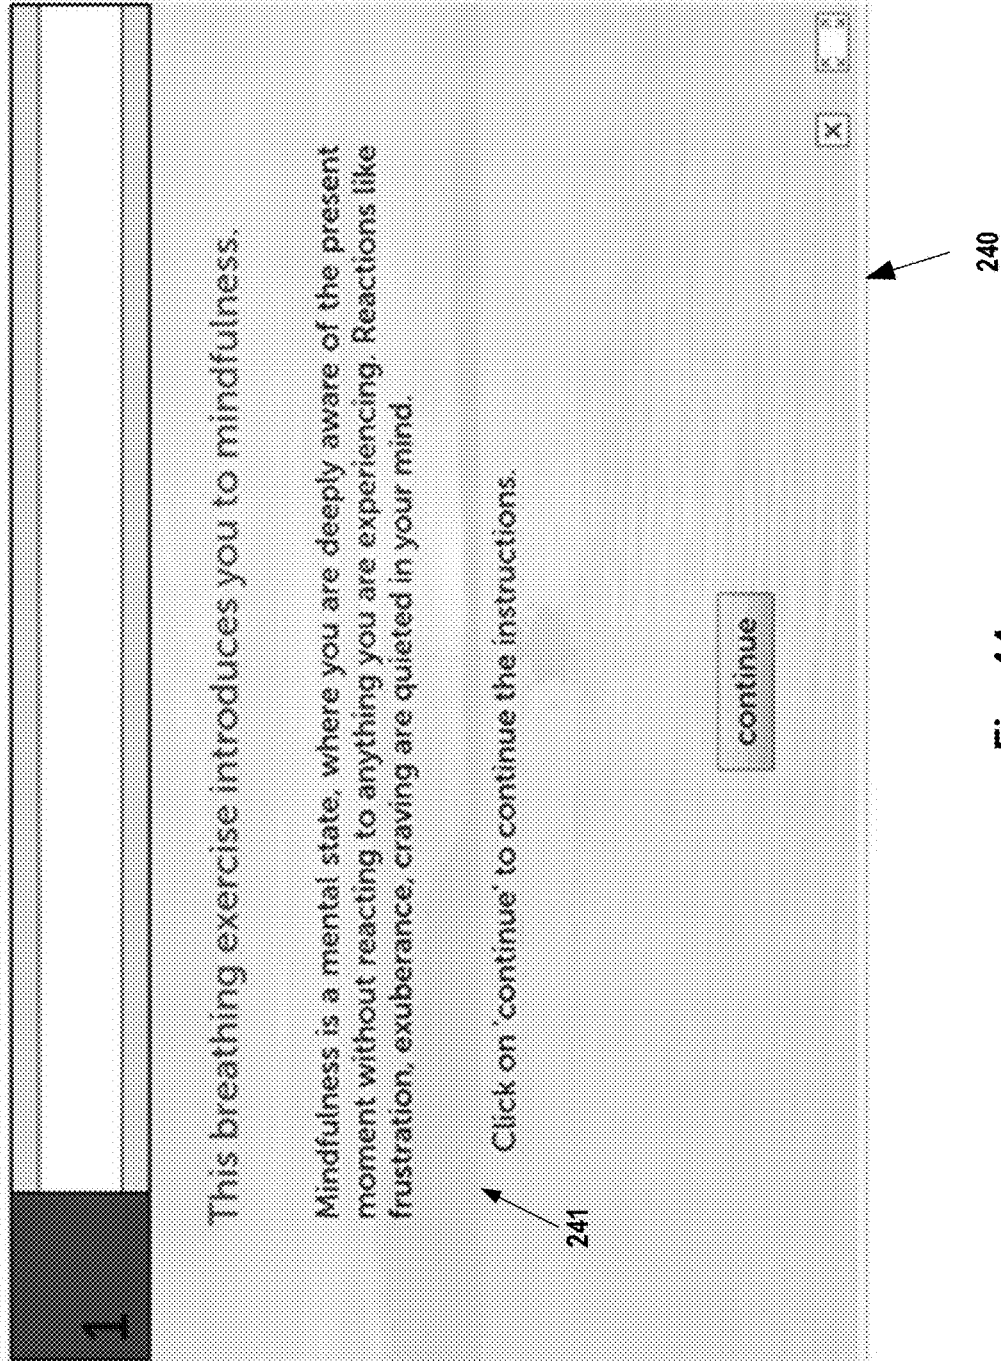 1
This breathing exercise introduces you to mindfulness.
Mindfulness is a mental state, where you are deeply aware of the present
moment without reacting to anything you are experiencing. Reactions like
frustration, exuberance, craving are quieted in your mind.
241
Click on 'continue' to continue the instructions.
continue
X
240